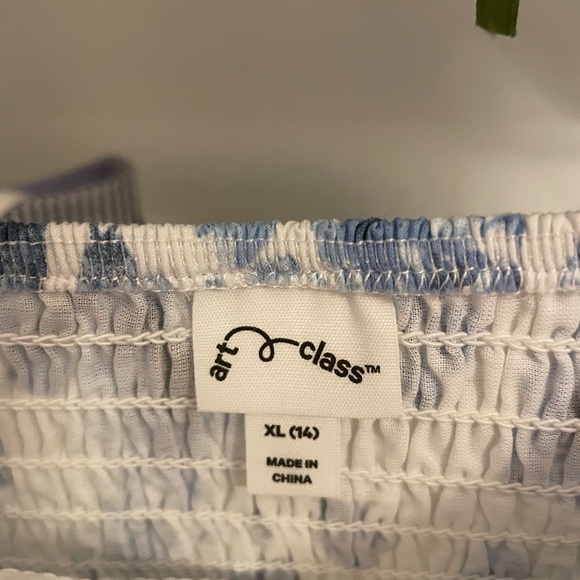 art class™
XL (14)
MADE IN
CHINA